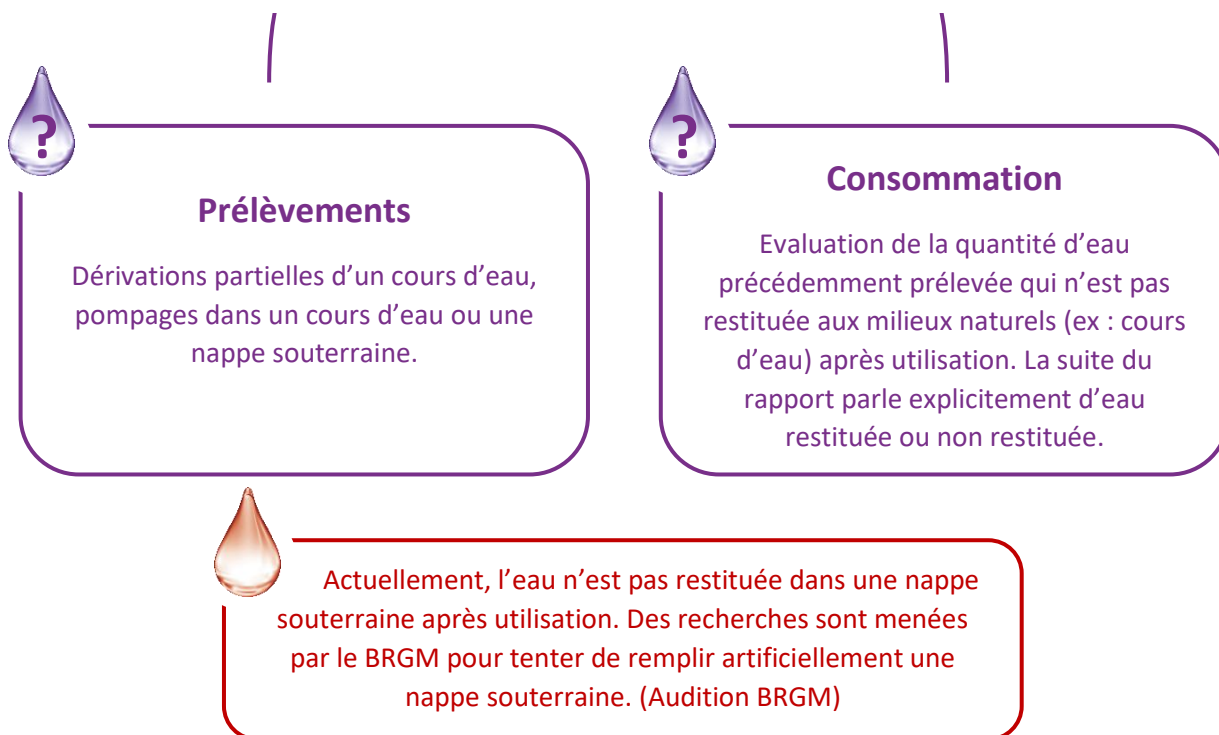 ?
Prélèvements
Dérivations partielles d’un cours d’eau,
pompages dans un cours d’eau ou une
nappe souterraine.
?
Consommation
Evaluation de la quantité d’eau
précédemment prélevée qui n’est pas
restituée aux milieux naturels (ex : cours
d’eau) après utilisation. La suite du
rapport parle explicitement d’eau
restituée ou non restituée.
Actuellement, l’eau n’est pas restituée dans une nappe
souterraine après utilisation. Des recherches sont menées
par le BRGM pour tenter de remplir artificiellement une
nappe souterraine. (Audition BRGM)